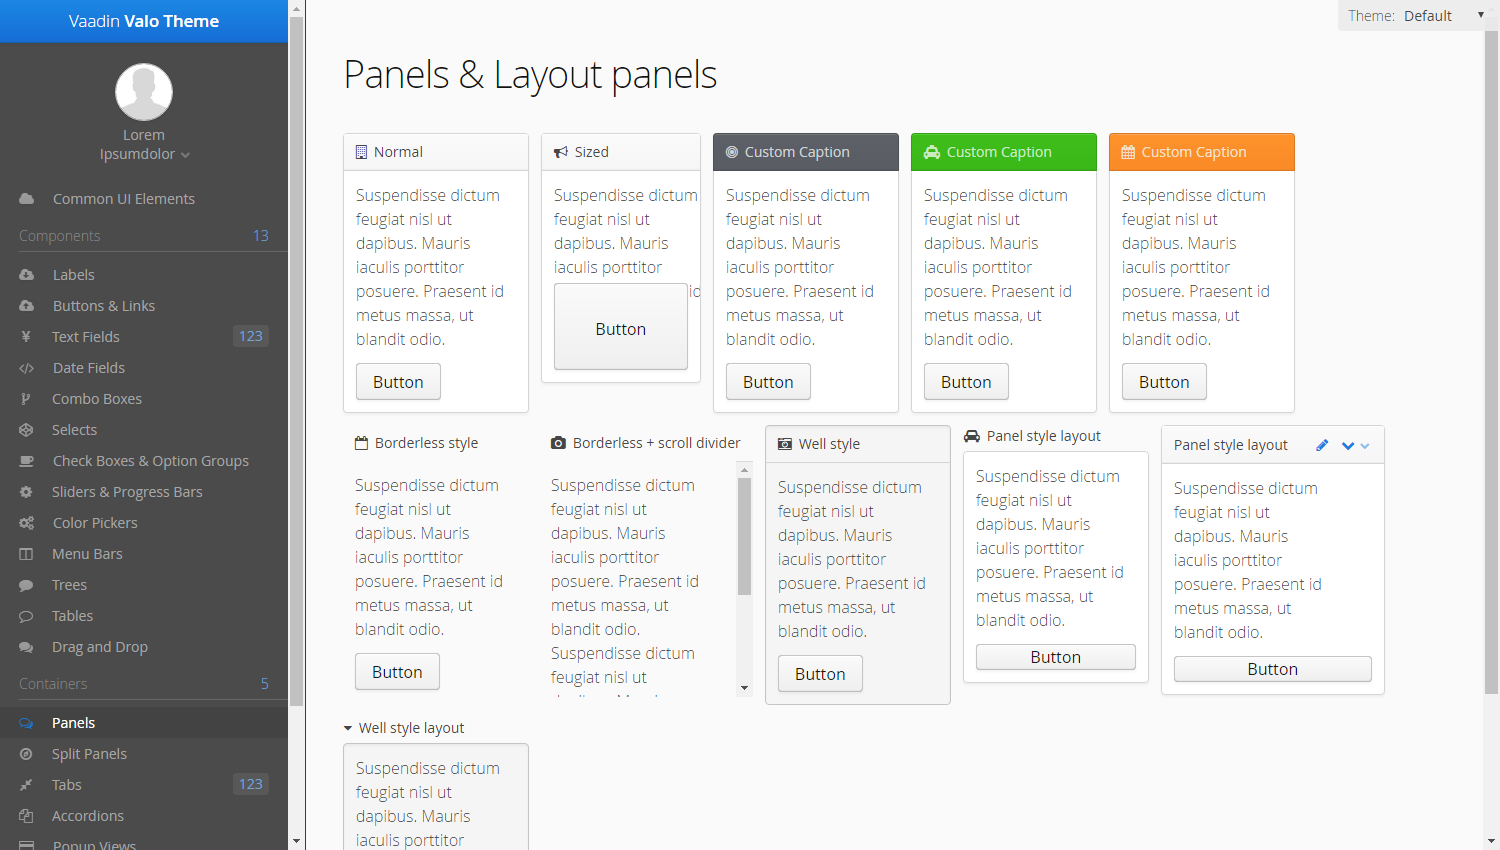 Vaadin Valo Theme
Lorem
Ipsumdolor
Common UI Elements
Components 13
Labels
Buttons & Links
Text Fields 123
Date Fields
Combo Boxes
Selects
Check Boxes & Option Groups
Sliders & Progress Bars
Color Pickers
Menu Bars
Trees
Tables
Drag and Drop
Containers 5
Panels
Split Panels
Tabs 123
Accordions
Popup Views
Theme: Default
Panels & Layout panels
Normal
Suspendisse dictum
feugiat nisl ut
dapibus. Mauris
iaculis porttitor
posuere. Praesent id
metus massa, ut
blandit odio.
Button
Sized
Suspendisse dictum
feugiat nisl ut
dapibus. Mauris
iaculis porttitor
id
Button
Custom Caption
Suspendisse dictum
feugiat nisl ut
dapibus. Mauris
iaculis porttitor
posuere. Praesent id
metus massa, ut
blandit odio.
Button
Custom Caption
Suspendisse dictum
feugiat nisl ut
dapibus. Mauris
iaculis porttitor
posuere. Praesent id
metus massa, ut
blandit odio.
Button
Custom Caption
Suspendisse dictum
feugiat nisl ut
dapibus. Mauris
iaculis porttitor
posuere. Praesent id
metus massa, ut
blandit odio.
Button
Borderless style
Suspendisse dictum
feugiat nisl ut
dapibus. Mauris
iaculis porttitor
posuere. Praesent id
metus massa, ut
blandit odio.
Button
Borderless + scroll divider
Suspendisse dictum
feugiat nisl ut
dapibus. Mauris
iaculis porttitor
posuere. Praesent id
metus massa, ut
blandit odio.
Suspendisse dictum
feugiat nisl ut
Well style
Suspendisse dictum
feugiat nisl ut
dapibus. Mauris
iaculis porttitor
posuere. Praesent id
metus massa, ut
blandit odio.
Button
Panel style layout
Suspendisse dictum
feugiat nisl ut
dapibus. Mauris
iaculis porttitor
posuere. Praesent id
metus massa, ut
blandit odio.
Button
Panel style layout
Suspendisse dictum
feugiat nisl ut
dapibus. Mauris
iaculis porttitor
posuere. Praesent id
metus massa, ut
blandit odio.
Button
Well style layout
Suspendisse dictum
feugiat nisl ut
dapibus. Mauris
iaculis porttitor